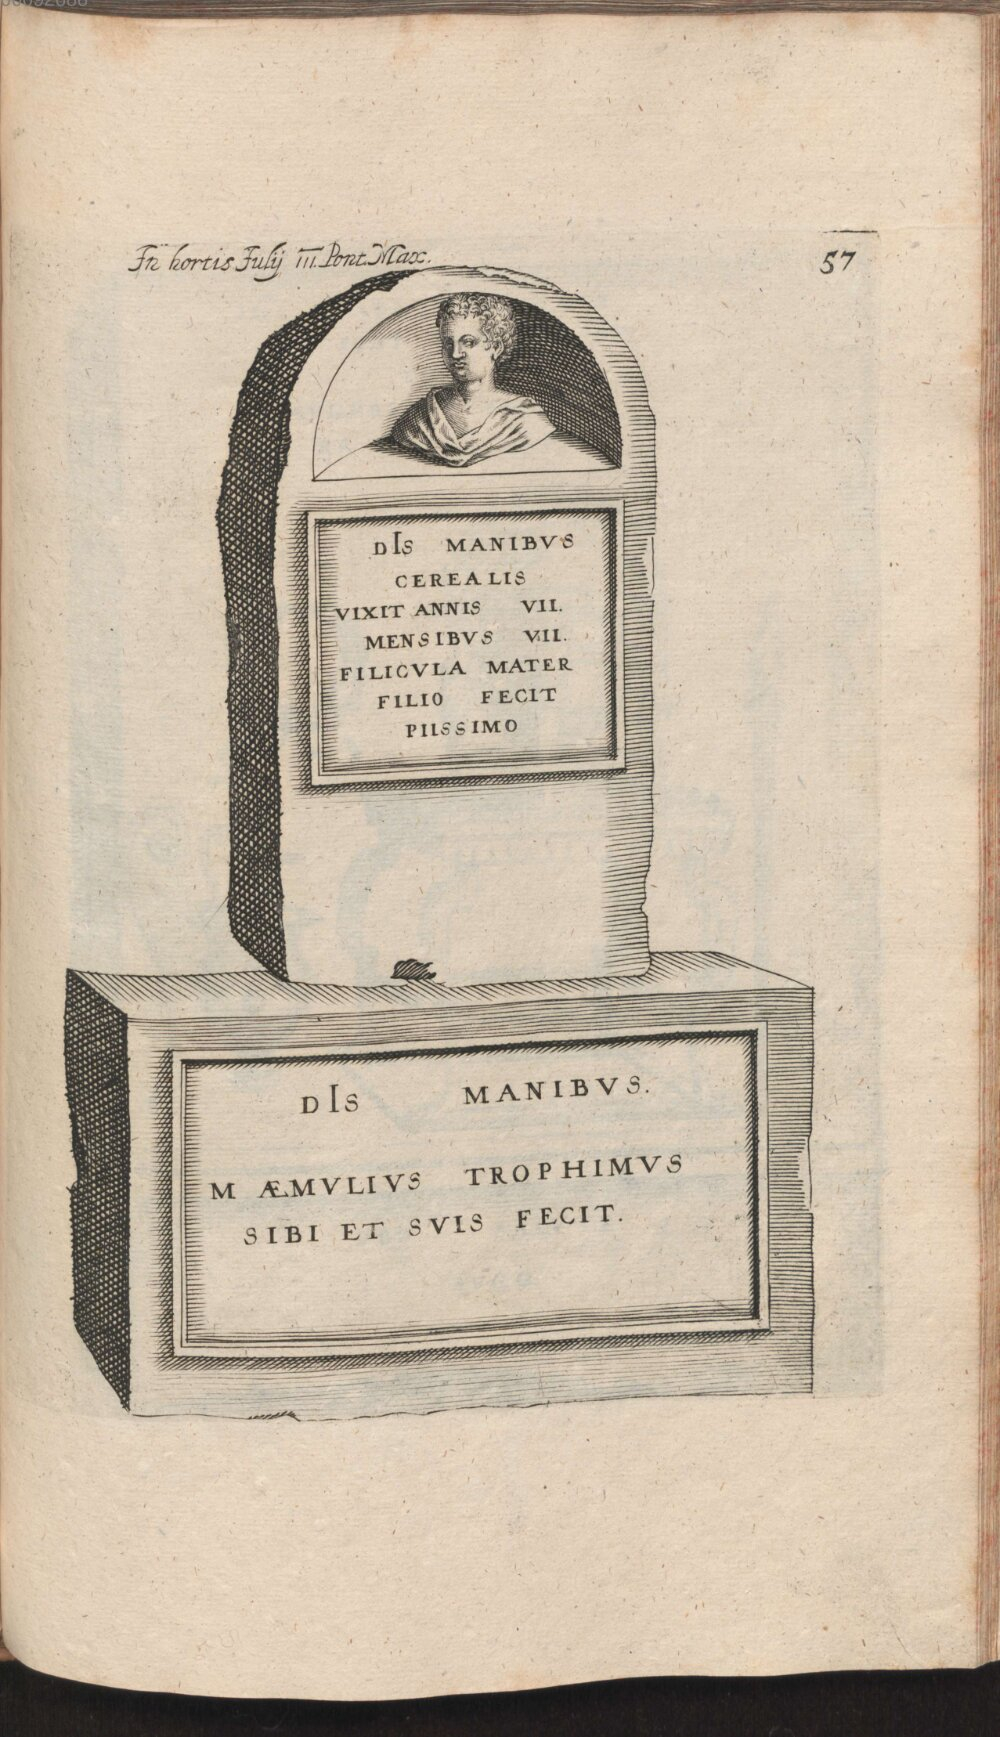 In hortis Julij III Pont. Max.
57
DIS MANIBVS
CEREALIS
VIXIT ANNIS VII.
MENSIBVS VII.
FILICVLA MATER
FILIO FECIT
PIISSIMO
DIS MANIBVS.
M ÆMVLIVS TROPHIMVS
SIBI ET SVIS FECIT.